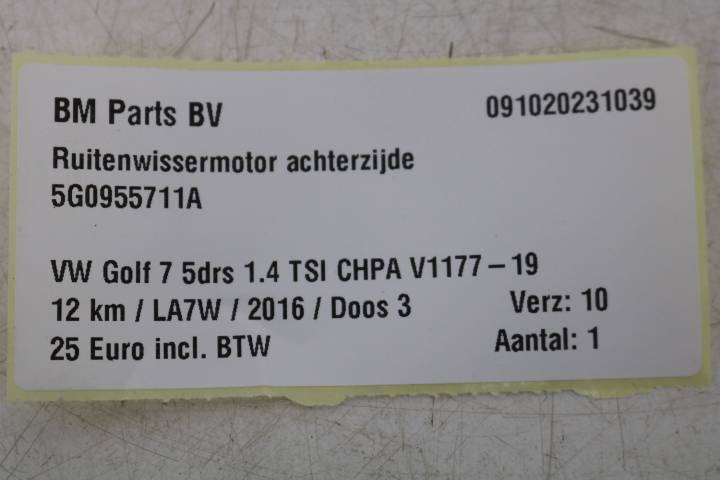 BM Parts BV 091020231039
Ruitenwissermotor achterzijde
5G0955711A
VW Golf 7 5drs 1.4 TSI CHPA V1177 – 19
12 km / LA7W / 2016 / Doos 3 Verz: 10
25 Euro incl. BTW Aantal: 1